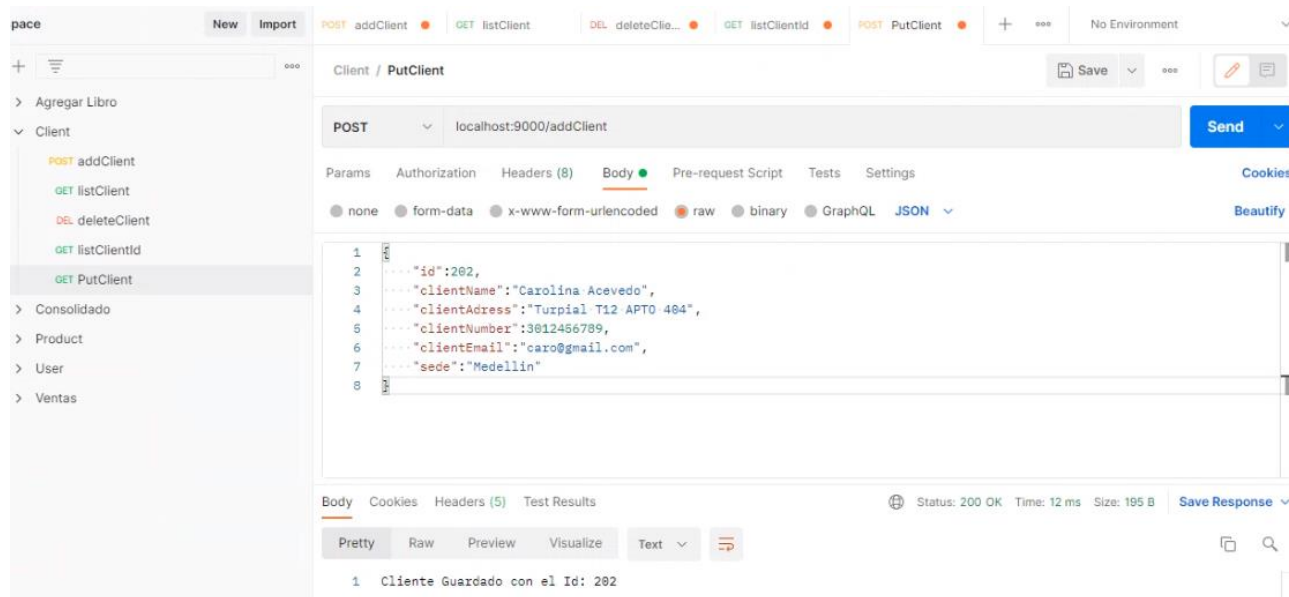 pace New Import POST addClient GET listClient DEL deleteClie... GET listClientId POST PutClient No Environment
Client / PutClient Save
Agregar Libro
Client
POST localhost:9000/addClient Send
POST addClient
Params Authorization Headers (8) Body Pre-request Script Tests Settings Cookies
GET listClient
none form-data x-www-form-urlencoded raw binary GraphQL JSON Beautify
DEL deleteClient
GET listClientId
GET PutClient
Consolidado
Product
User
Ventas
1 {
2 "id":202,
3 "clientName":"Carolina Acevedo",
4 "clientAdress":"Turpial T12 APTO 404",
5 "clientNumber":3012456789,
6 "clientEmail":"caro@gmail.com",
7 "sede":"Medellin"
8 }
Body Cookies Headers (5) Test Results Status: 200 OK Time: 12 ms Size: 195 B Save Response
Pretty Raw Preview Visualize Text
1 Cliente Guardado con el Id: 202